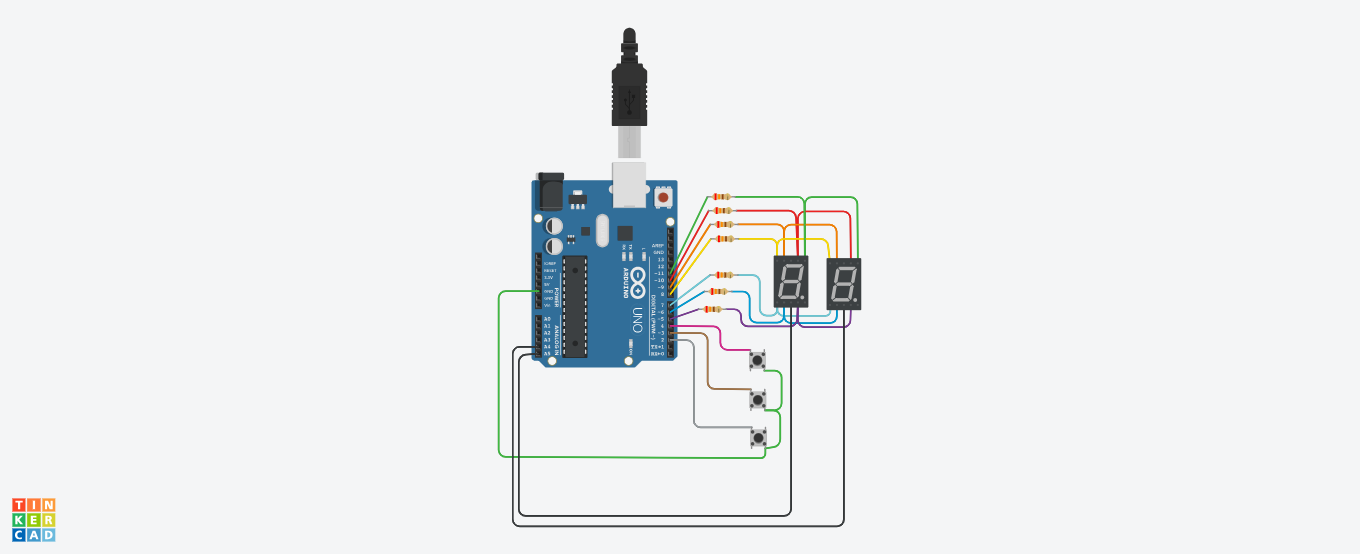 AREF
GND
13
12
~11
~10
~9
8
7
~6
~5
4
~3
2
TX→1
RX←0
DIGITAL (PWM~)
TX
RX
L
ARDUINO
UNO
IOREF
RESET
3.3V
5V
GND
GND
VIN
POWER
A0
A1
A2
A3
A4
A5
ANALOG IN
TIN
KER
CAD